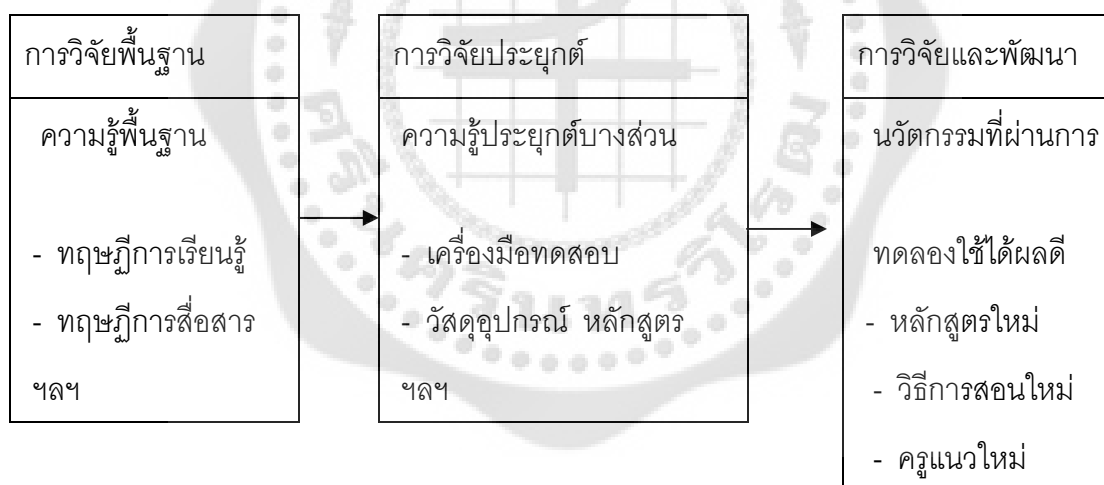 การวิจัยพื้นฐาน
ความรู้พื้นฐาน
- ทฤษฎีการเรียนรู้
- ทฤษฎีการสื่อสาร
ฯลฯ
การวิจัยประยุกต์
ความรู้ประยุกต์บางส่วน
- เครื่องมือทดสอบ
- วัสดุอุปกรณ์ หลักสูตร
ฯลฯ
การวิจัยและพัฒนา
นวัตกรรมที่ผ่านการ
ทดลองใช้ได้ผลดี
- หลักสูตรใหม่
- วิธีการสอนใหม่
- ครูแนวใหม่